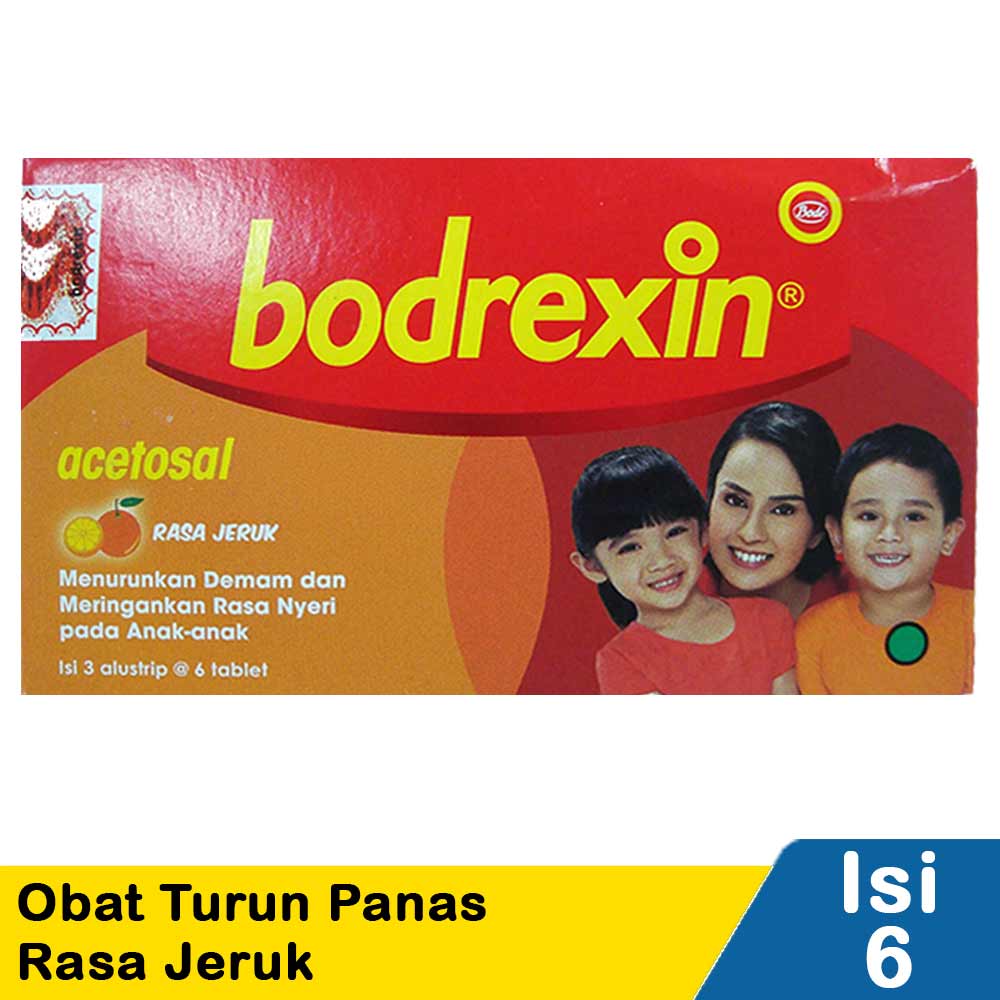 Bode
bodrexin®
acetosal
RASA JERUK
Menurunkan Demam dan
Meringankan Rasa Nyeri
pada Anak-anak
Isi 3 alustrip @ 6 tablet
Obat Turun Panas
Rasa Jeruk
Isi
6